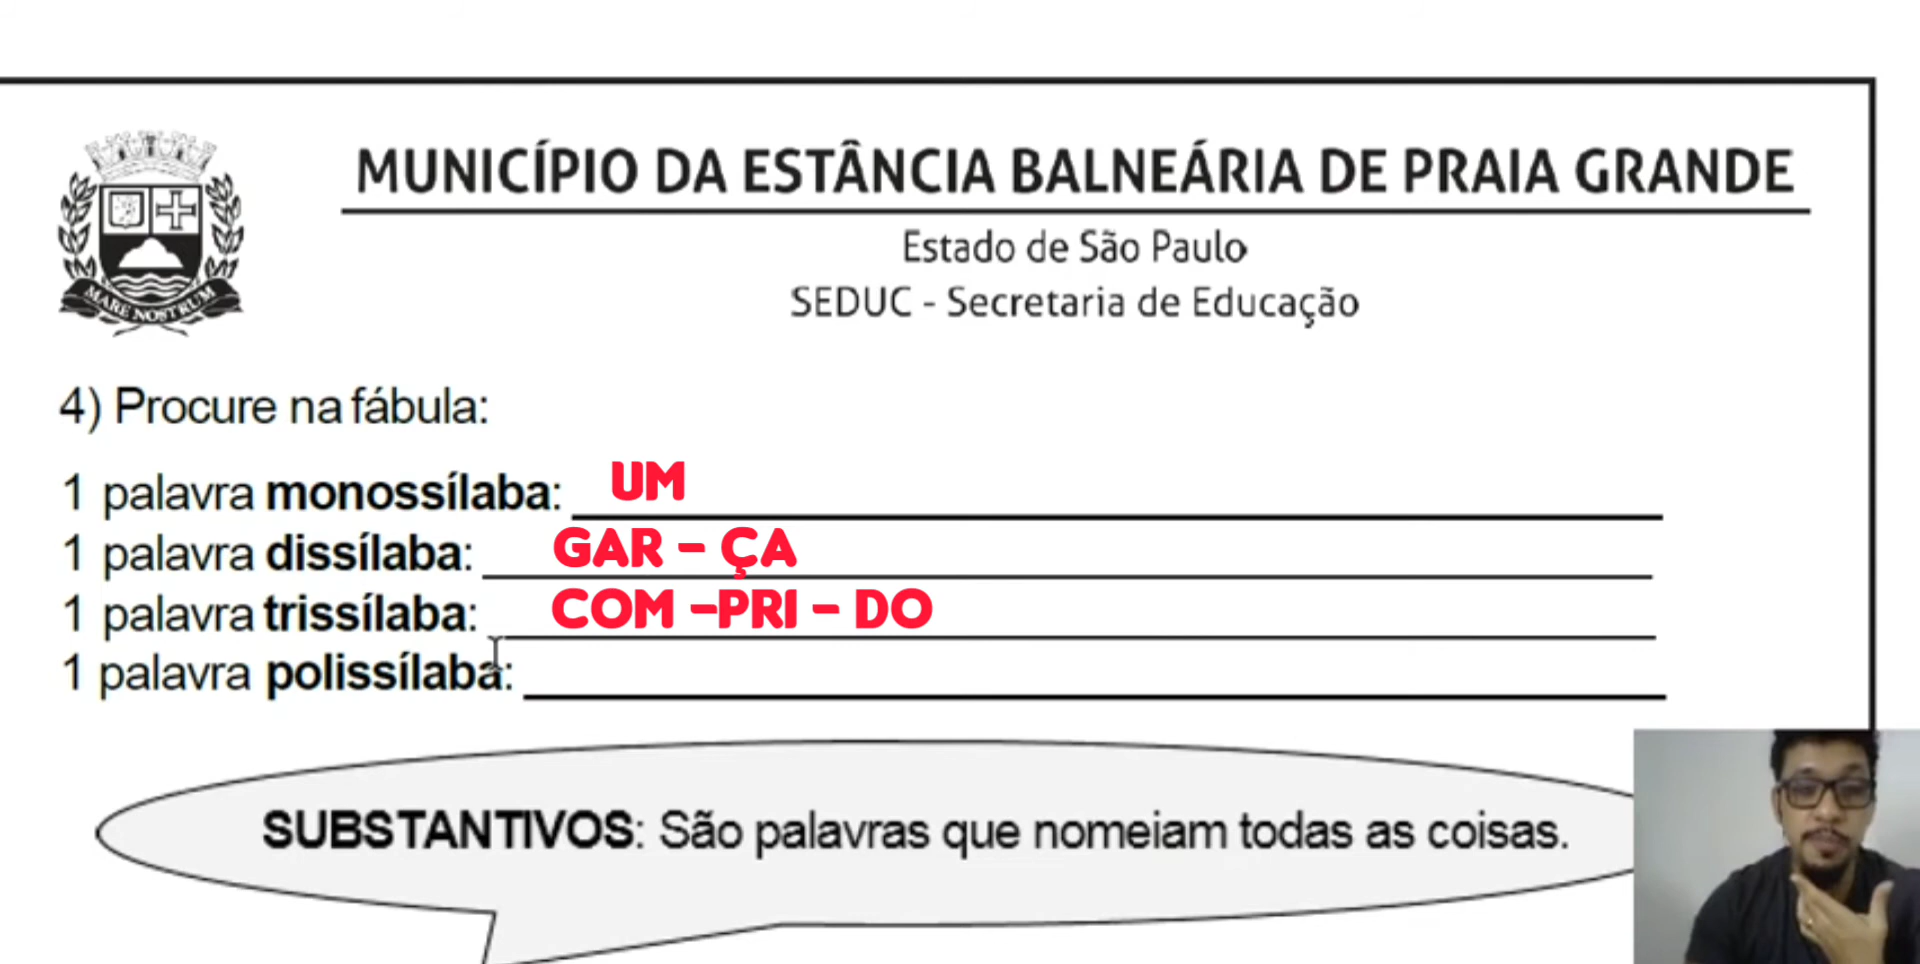 MUNICÍPIO DA ESTÂNCIA BALNEÁRIA DE PRAIA GRANDE
Estado de São Paulo
SEDUC - Secretaria de Educação
MARE NOSTRUM
4) Procure na fábula:
1 palavra monossílaba: UM
1 palavra dissílaba: GAR - ÇA
1 palavra trissílaba: COM -PRI - DO
1 palavra polissílaba:
SUBSTANTIVOS: São palavras que nomeiam todas as coisas.